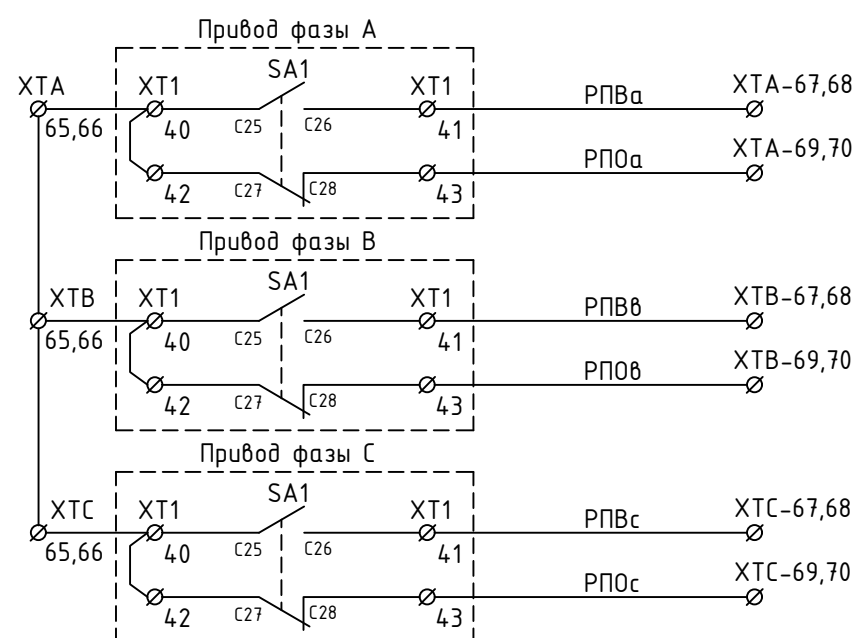 Привод фазы А
SA1
XTA XT1 XT1 РПВа XTA-67,68
65,66 40 C25 C26 41
РПОа XTA-69,70
42 C27 C28 43
Привод фазы В
SA1
XTB XT1 XT1 РПВв XTB-67,68
65,66 40 C25 C26 41
РПОв XTB-69,70
42 C27 C28 43
Привод фазы С
SA1
XTC XT1 XT1 РПВс XTC-67,68
65,66 40 C25 C26 41
РПОс XTC-69,70
42 C27 C28 43